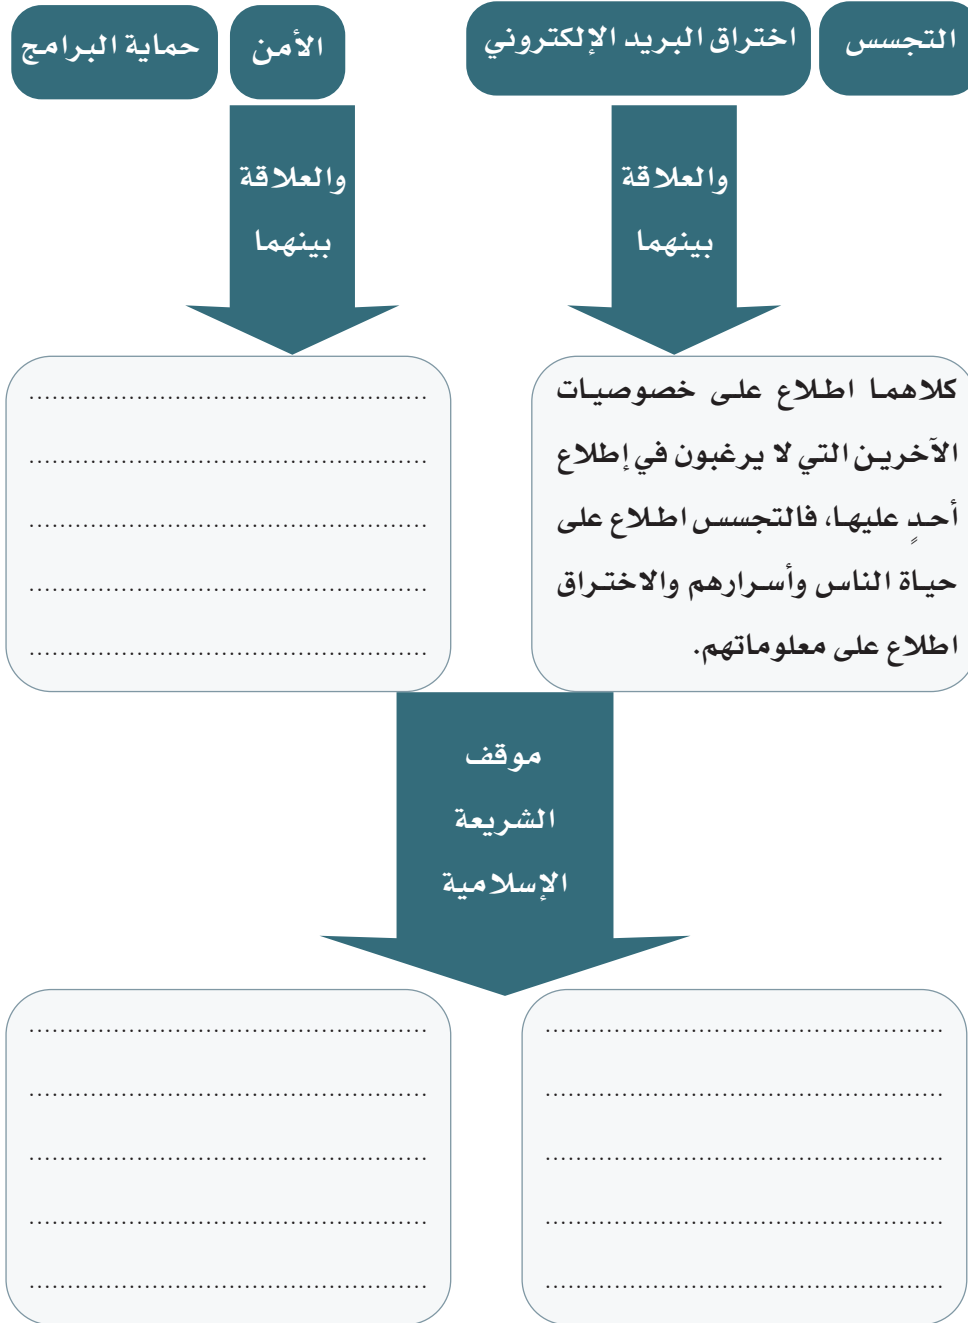 التجسس
اختراق البريد الإلكتروني
الأمن
حماية البرامج
والعلاقة
بينهما
والعلاقة
بينهما
كلاهما اطلاع على خصوصيات
الآخرين التي لا يرغبون في إطلاع
أحدٍ عليها، فالتجسس اطلاع على
حياة الناس وأسرارهم والاختراق
اطلاع على معلوماتهم.
....................................................
....................................................
....................................................
....................................................
....................................................
موقف
الشريعة
الإسلامية
....................................................
....................................................
....................................................
....................................................
....................................................
....................................................
....................................................
....................................................
....................................................
....................................................